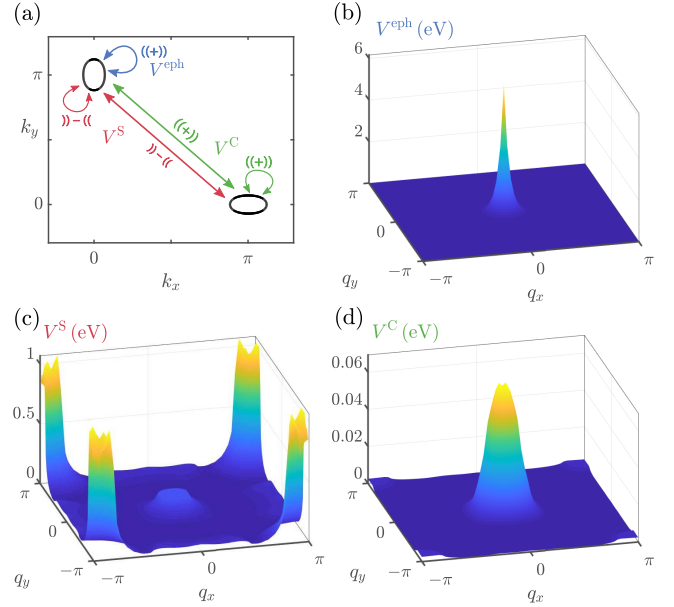 (a)
π
k_y
0
0
π
k_x
((+))
V^eph
))−((
V^S
((+))
))−((
V^C
((+))
(b)
V^eph (eV)
6
4
2
π
0
−π
q_y
−π
0
π
q_x
(c)
V^S (eV)
1
0.5
0
π
0
−π
q_y
−π
0
π
q_x
(d)
V^C (eV)
0.06
0.04
0.02
0
π
0
−π
q_y
−π
0
π
q_x